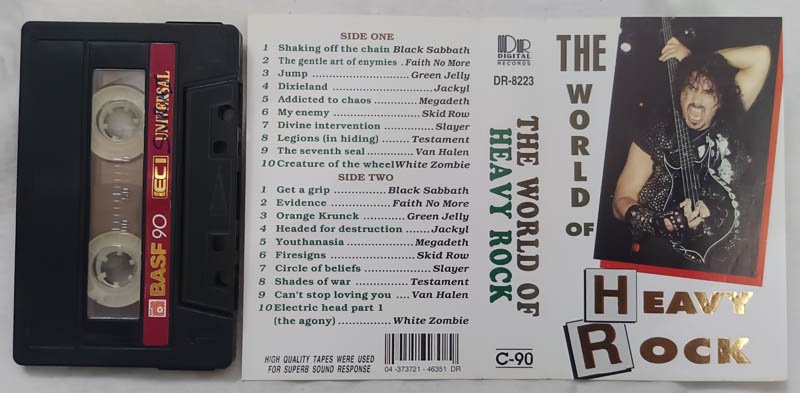 BASF 90
IEC I
UNIVERSAL
SIDE ONE
1 Shaking off the chain Black Sabbath
2 The gentle art of enymies . Faith No More
3 Jump ................... Green Jelly
4 Dixieland ................... Jackyl
5 Addicted to chaos ........ Megadeth
6 My enemy ................... Skid Row
7 Divine intervention ........... Slayer
8 Legions (in hiding) ...... Testament
9 The seventh seal ...... Van Halen
10 Creature of the wheel White Zombie
SIDE TWO
1 Get a grip ............ Black Sabbath
2 Evidence ............ Faith No More
3 Orange Krunck ............ Green Jelly
4 Headed for destruction ...... Jackyl
5 Youthanasia ............... Megadeth
6 Firesigns ................... Skid Row
7 Circle of beliefs ............... Slayer
8 Shades of war ............ Testament
9 Can't stop loving you .... Van Halen
10 Electric head part 1
(the agony) ............... White Zombie
HIGH QUALITY TAPES WERE USED
FOR SUPERB SOUND RESPONSE
04 -373721 - 46351 DR
DR
DIGITAL
RECORDS
DR-8223
THE WORLD OF
HEAVY ROCK
C-90
THE
WORLD
OF
HEAVY
ROCK